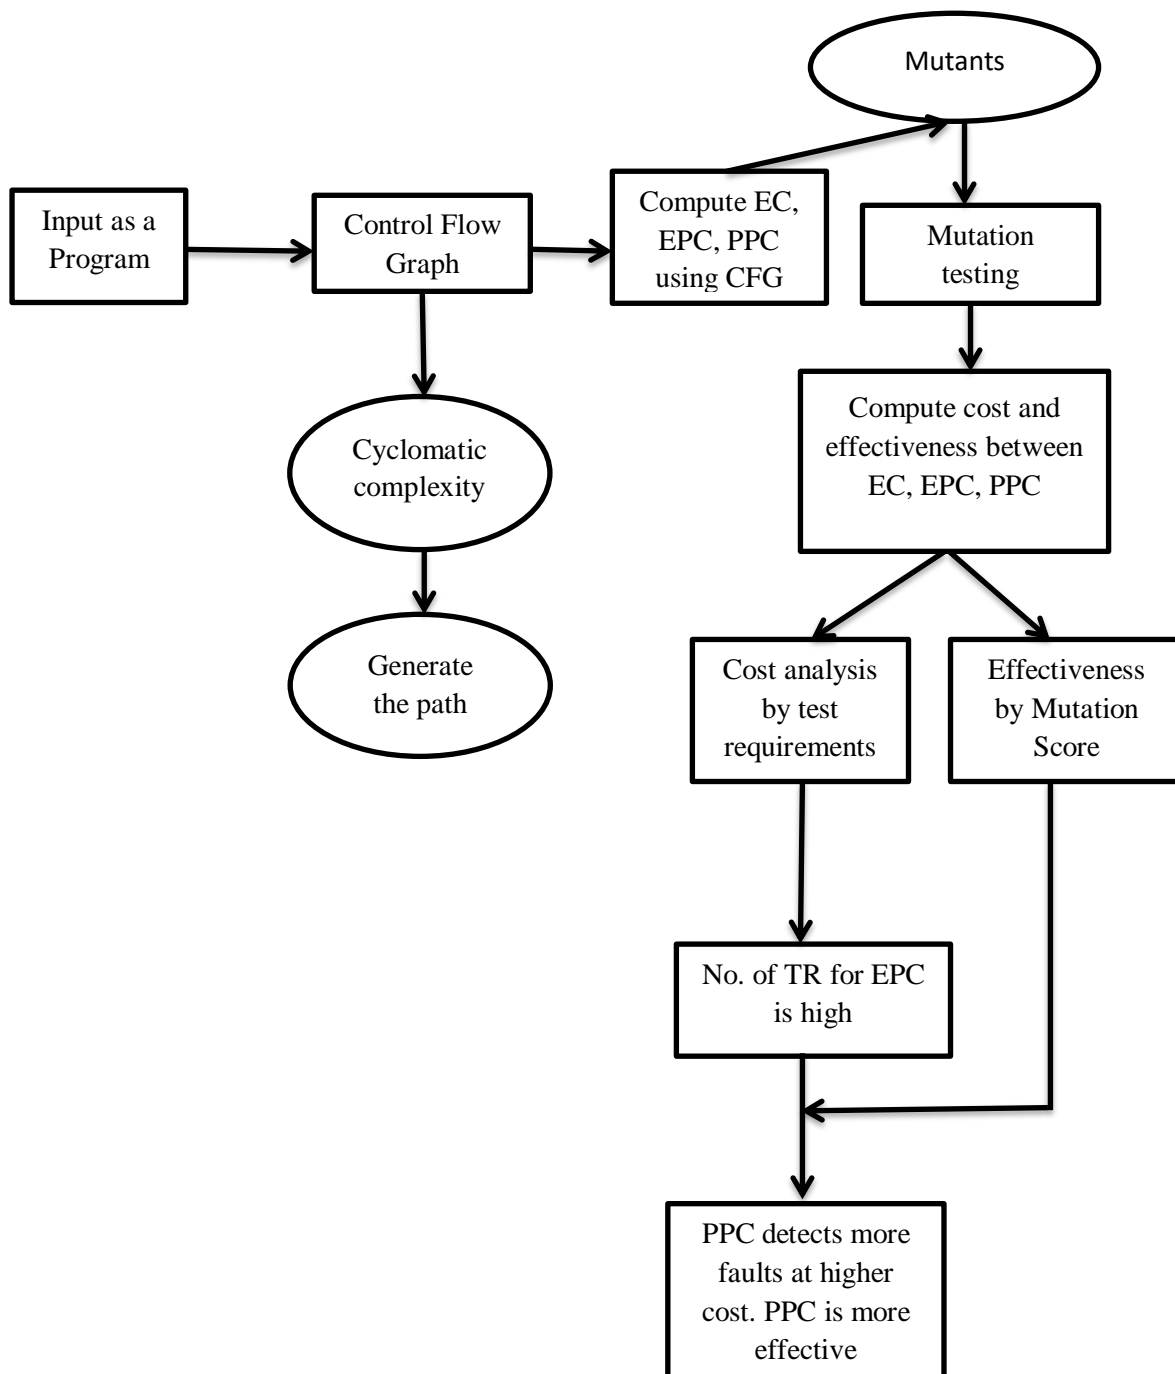 Mutants
Input as a
Program
Control Flow
Graph
Compute EC,
EPC, PPC
using CFG
Mutation
testing
Cyclomatic
complexity
Compute cost and
effectiveness between
EC, EPC, PPC
Generate
the path
Cost analysis
by test
requirements
Effectiveness
by Mutation
Score
No. of TR for EPC
is high
PPC detects more
faults at higher
cost. PPC is more
effective